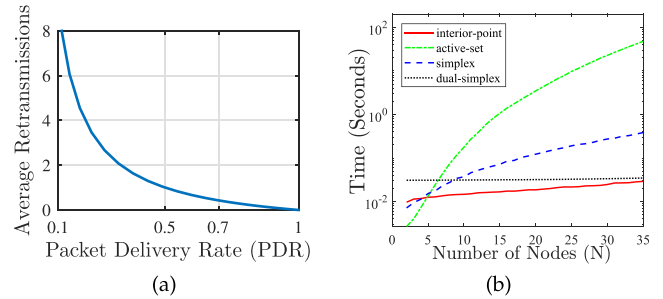 8
6
4
2
0
0.1
0.5
0.7
1
Average Retransmissions
Packet Delivery Rate (PDR)
(a)
10^2
10^0
10^-2
0
5
10
15
20
25
30
35
Time (Seconds)
Number of Nodes (N)
interior-point
active-set
simplex
dual-simplex
(b)